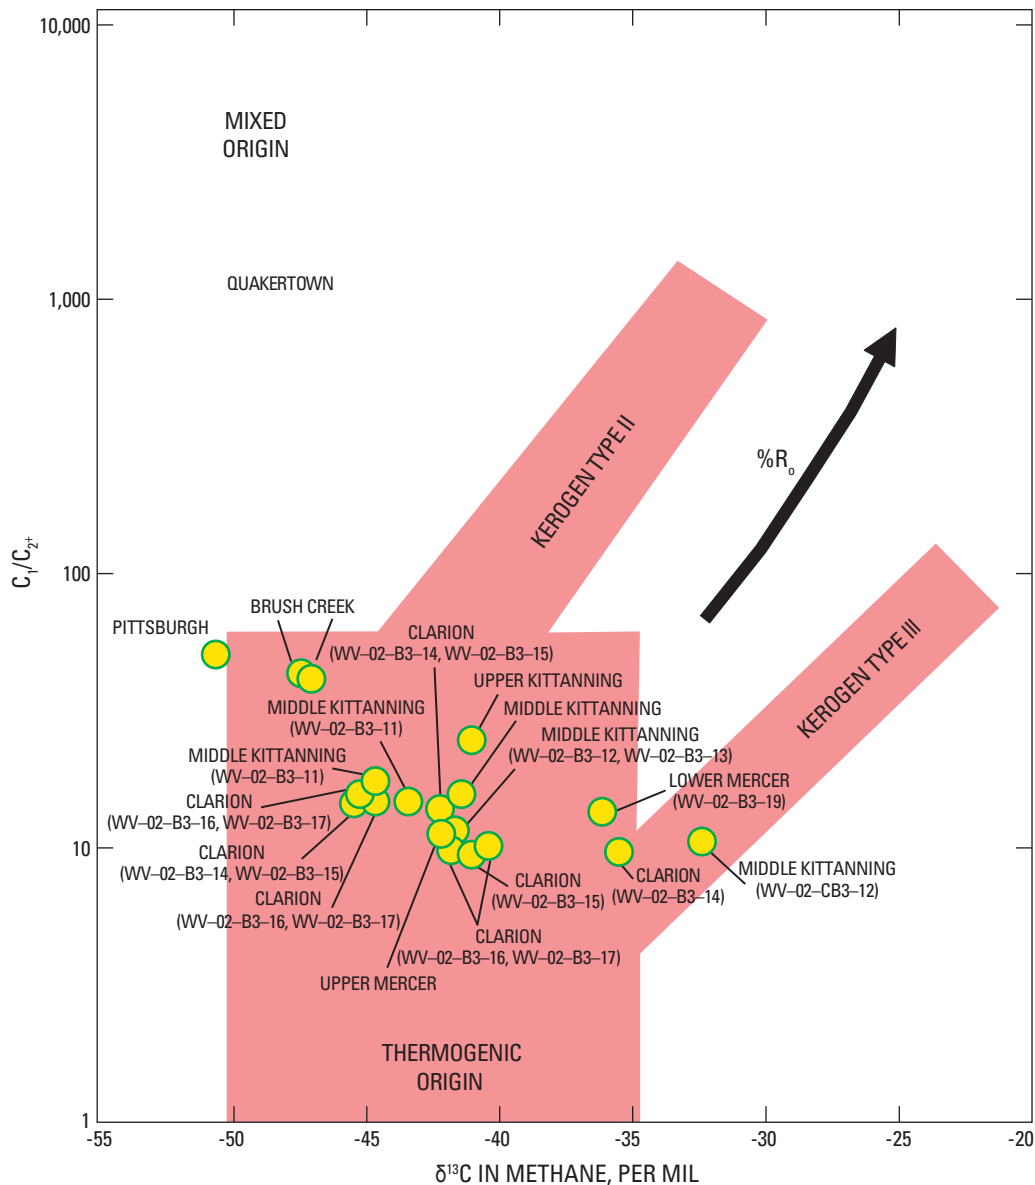 10,000
MIXED
ORIGIN
QUAKERTOWN
1,000
KEROGEN TYPE II
%Rₒ
C₁/C₂₊
100
KEROGEN TYPE III
BRUSH CREEK
PITTSBURGH
CLARION
(WV–02–B3–14, WV–02–B3–15)
UPPER KITTANNING
MIDDLE KITTANNING
(WV–02–B3–11)
MIDDLE KITTANNING
MIDDLE KITTANNING
(WV–02–B3–12, WV–02–B3–13)
MIDDLE KITTANNING
(WV–02–B3–11)
LOWER MERCER
(WV–02–B3–19)
CLARION
(WV–02–B3–16, WV–02–B3–17)
10
CLARION
(WV–02–B3–14, WV–02–B3–15)
CLARION
(WV–02–B3–15)
CLARION
(WV–02–B3–14)
MIDDLE KITTANNING
(WV–02–CB3–12)
CLARION
(WV–02–B3–16, WV–02–B3–17)
CLARION
(WV–02–B3–16, WV–02–B3–17)
UPPER MERCER
THERMOGENIC
ORIGIN
1
-55 -50 -45 -40 -35 -30 -25 -20
δ¹³C IN METHANE, PER MIL